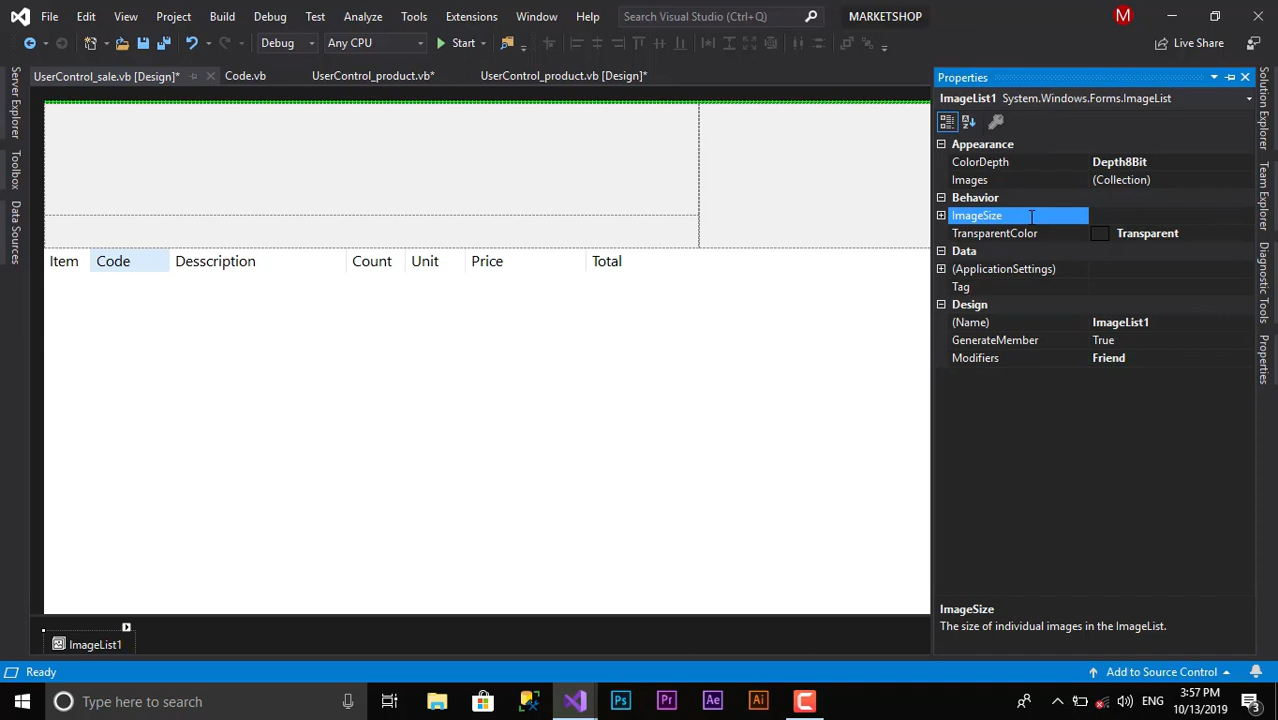 File Edit View Project Build Debug Test Analyze Tools Extensions Window Help Search Visual Studio (Ctrl+Q) MARKETSHOP M
Debug Any CPU Start Live Share
UserControl_sale.vb [Design]* Code.vb UserControl_product.vb* UserControl_product.vb [Design]*
Server Explorer
Toolbox
Data Sources
Item Code Desscription Count Unit Price Total
ImageList1
Properties
ImageList1 System.Windows.Forms.ImageList
Appearance
ColorDepth Depth8Bit
Images (Collection)
Behavior
ImageSize
TransparentColor Transparent
Data
(ApplicationSettings)
Tag
Design
(Name) ImageList1
GenerateMember True
Modifiers Friend
ImageSize
The size of individual images in the ImageList.
Solution Explorer
Team Explorer
Diagnostic Tools
Properties
Ready Add to Source Control
Type here to search Ps Pr Ae Ai ENG 3:57 PM
10/13/2019 3